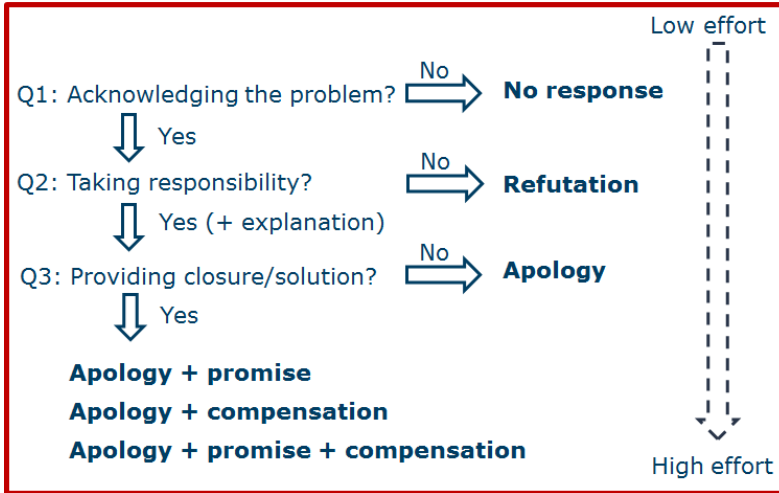 Low effort
No
Q1: Acknowledging the problem?
No response
Yes
No
Q2: Taking responsibility?
Refutation
Yes (+ explanation)
No
Q3: Providing closure/solution?
Apology
Yes
Apology + promise
Apology + compensation
Apology + promise + compensation
High effort